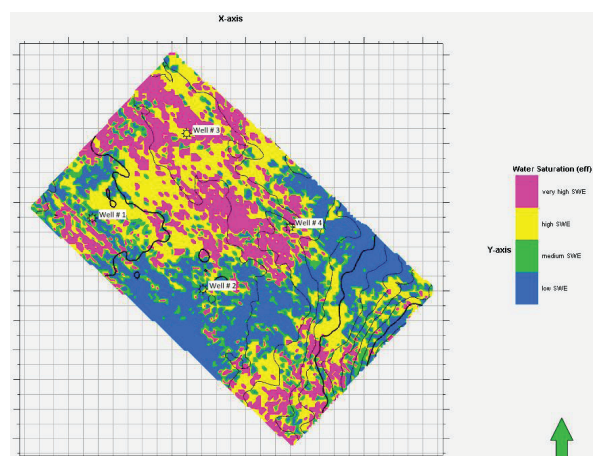 X-axis
Well # 3
Well # 1
Well # 4
Well # 2
Water Saturation (eff)
very high SWE
high SWE
Y-axis
medium SWE
low SWE